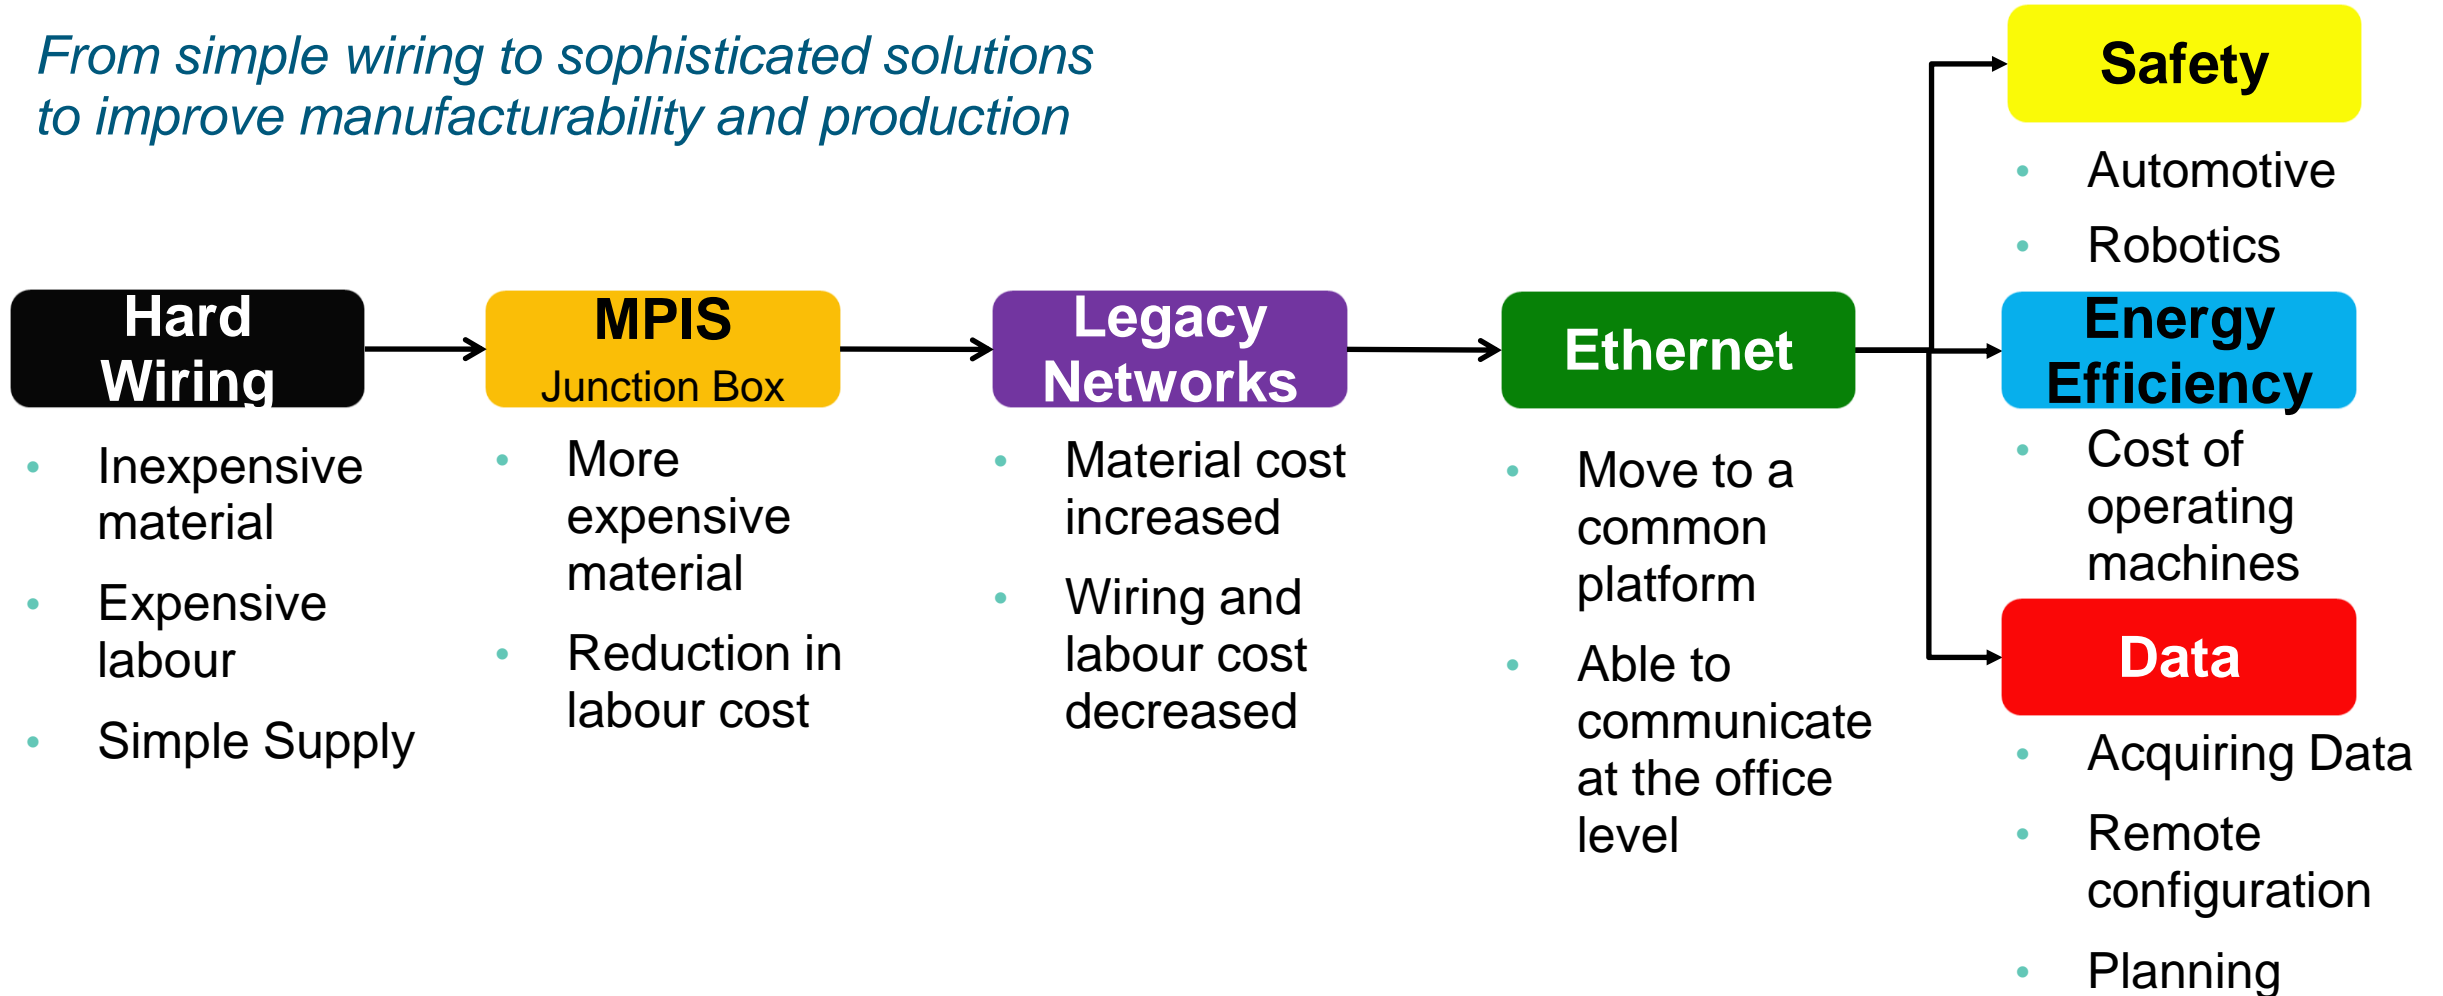 From simple wiring to sophisticated solutions
to improve manufacturability and production
Hard
Wiring
• Inexpensive
material
• Expensive
labour
• Simple Supply
MPIS
Junction Box
• More
expensive
material
• Reduction in
labour cost
Legacy
Networks
• Material cost
increased
• Wiring and
labour cost
decreased
Ethernet
• Move to a
common
platform
• Able to
communicate
at the office
level
Safety
• Automotive
• Robotics
Energy
Efficiency
• Cost of
operating
machines
Data
• Acquiring Data
• Remote
configuration
• Planning